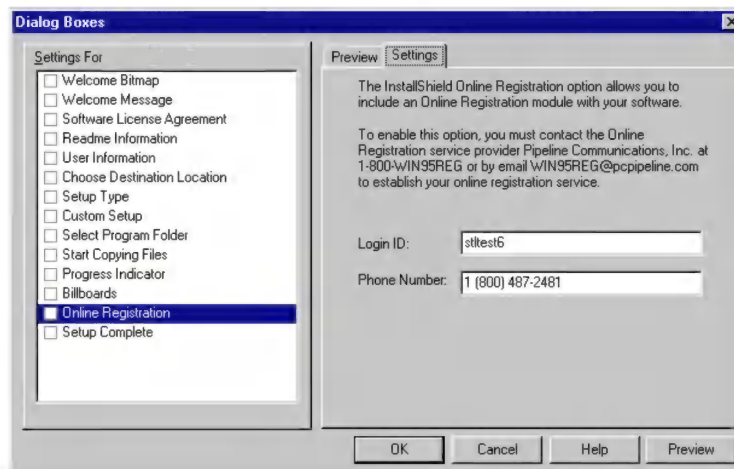 Dialog Boxes
Settings For
Welcome Bitmap
Welcome Message
Software License Agreement
Readme Information
User Information
Choose Destination Location
Setup Type
Custom Setup
Select Program Folder
Start Copying Files
Progress Indicator
Billboards
Online Registration
Setup Complete
Preview
Settings
The InstallShield Online Registration option allows you to
include an Online Registration module with your software.
To enable this option, you must contact the Online
Registration service provider Pipeline Communications, Inc. at
1-800-WIN95REG or by email WIN95REG@pcpipeline.com
to establish your online registration service.
Login ID:
stltest6
Phone Number:
1 (800) 487-2481
OK
Cancel
Help
Preview